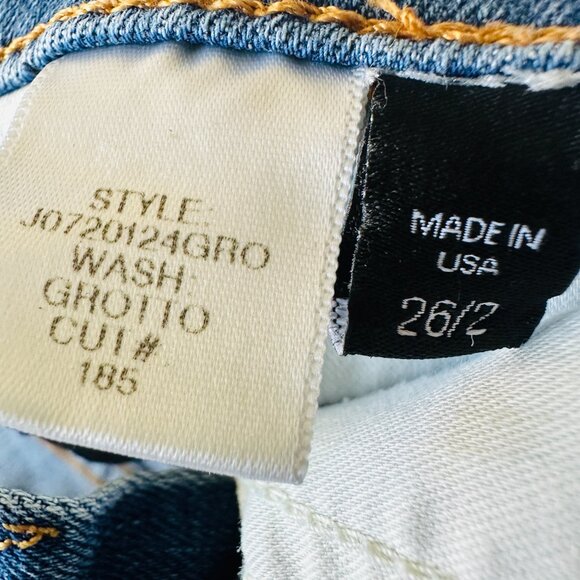 STYLE:
J0720124GRO
WASH
GROTTO
CUT#
185
MADE IN
USA
26/2